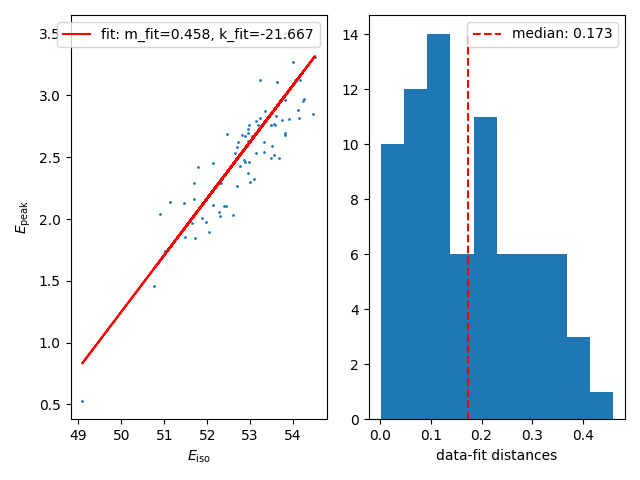 fit: m_fit=0.458, k_fit=-21.667
3.5
3.0
2.5
2.0
1.5
1.0
0.5
E_peak
49 50 51 52 53 54
E_iso
median: 0.173
14
12
10
8
6
4
2
0
0.0 0.1 0.2 0.3 0.4
data-fit distances